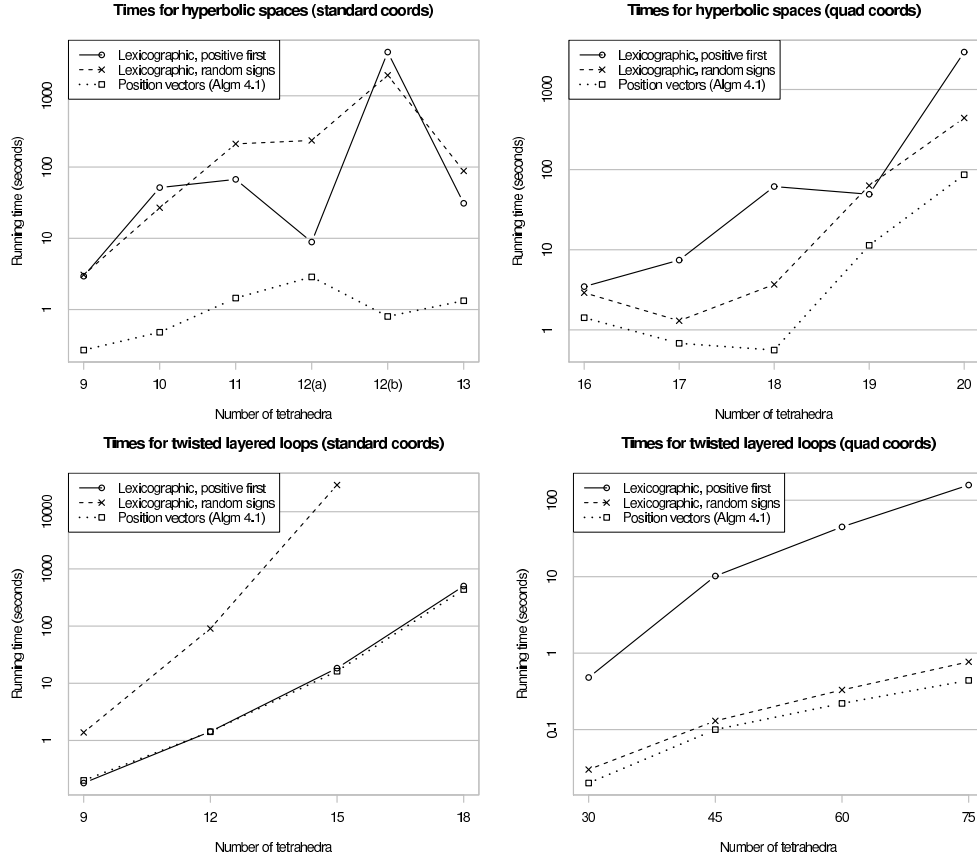 Times for hyperbolic spaces (standard coords)
Lexicographic, positive first
Lexicographic, random signs
Position vectors (Algm 4.1)
Running time (seconds)
1000
100
10
1
9 10 11 12(a) 12(b) 13
Number of tetrahedra
Times for hyperbolic spaces (quad coords)
Lexicographic, positive first
Lexicographic, random signs
Position vectors (Algm 4.1)
Running time (seconds)
1000
100
10
1
16 17 18 19 20
Number of tetrahedra
Times for twisted layered loops (standard coords)
Lexicographic, positive first
Lexicographic, random signs
Position vectors (Algm 4.1)
Running time (seconds)
10000
1000
100
10
1
9 12 15 18
Number of tetrahedra
Times for twisted layered loops (quad coords)
Lexicographic, positive first
Lexicographic, random signs
Position vectors (Algm 4.1)
Running time (seconds)
100
10
1
0.1
30 45 60 75
Number of tetrahedra